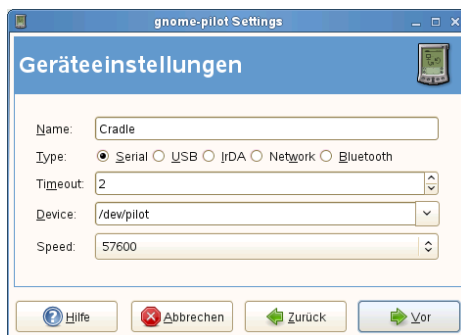 gnome-pilot Settings
Geräteeinstellungen
Name: Cradle
Type: Serial USB IrDA Network Bluetooth
Timeout: 2
Device: /dev/pilot
Speed: 57600
Hilfe Abbrechen Zurück Vor